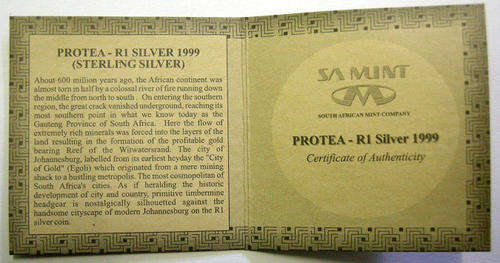 PROTEA - R1 SILVER 1999
(STERLING SILVER)
About 600 million years ago, the African continent was
almost torn in half by a colossal river of fire running down
the middle from north to south . On entering the southern
region, the great crack vanished underground, reaching its
most southern point in what we know today as the
Gauteng Province of South Africa. Here the flow of
extremely rich minerals was forced into the layers of the
land resulting in the formation of the profitable gold
bearing Reef of the Witwatersrand. The city of
Johannesburg, labelled from its earliest heyday the "City
of Gold" (Egoli) which originated from a mere mining
shack to a bustling metropolis. The most cosmopolitan of
South Africa's cities. As if heralding the historic
development of city and country, primitive timbermine
headgear is nostalgically silhouetted against the
handsome cityscape of modern Johannesburg on the R1
silver coin.
SA MINT
SOUTH AFRICAN MINT COMPANY
PROTEA - R1 Silver 1999
Certificate of Authenticity